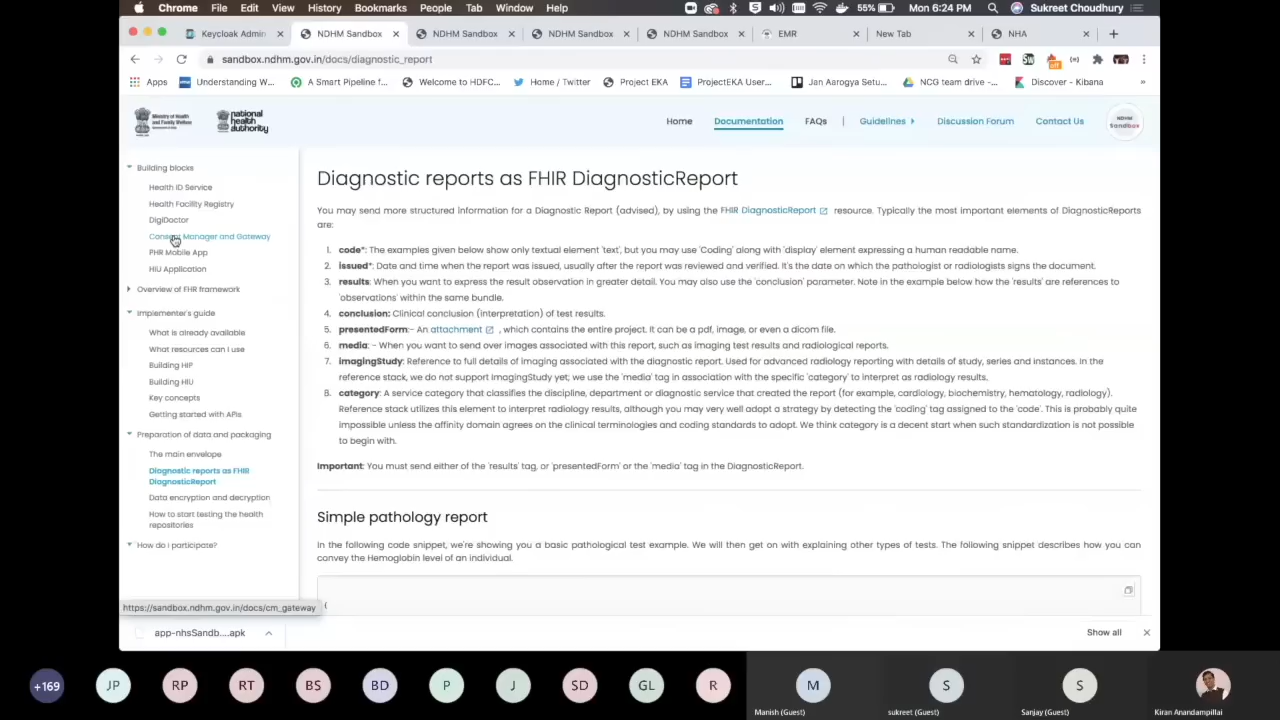 Chrome File Edit View History Bookmarks People Tab Window Help 55% Mon 6:24 PM Sukreet Choudhury
Keycloak Admin NDHM Sandbox NDHM Sandbox NDHM Sandbox NDHM Sandbox EMR New Tab NHA
sandbox.ndhm.gov.in/docs/diagnostic_report
Apps Understanding W... A Smart Pipeline f... Welcome to HDFC... Home / Twitter Project EKA ProjectEKA User... Jan Aarogya Setu... NCG team drive -... Discover - Kibana »
Ministry of Health and Family Welfare
national health authority
Home Documentation FAQs | Guidelines Discussion Forum Contact Us NDHM Sandbox
Building blocks
Health ID Service
Health Facility Registry
DigiDoctor
Consent Manager and Gateway
PHR Mobile App
HIU Application
Overview of FHR framework
Implementer's guide
What is already available
What resources can I use
Building HIP
Building HIU
Key concepts
Getting started with APIs
Preparation of data and packaging
The main envelope
Diagnostic reports as FHIR
DiagnosticReport
Data encryption and decryption
How to start testing the health
repositories
How do I participate?
Diagnostic reports as FHIR DiagnosticReport
You may send more structured information for a Diagnostic Report (advised), by using the FHIR DiagnosticReport resource. Typically the most important elements of DiagnosticReports
are:
1. code*: The examples given below show only textual element 'text', but you may use 'Coding' along with 'display' element expressing a human readable name.
2. issued*: Date and time when the report was issued, usually after the report was reviewed and verified. It's the date on which the pathologist or radiologists signs the document.
3. results: When you want to express the result observation in greater detail. You may also use the 'conclusion' parameter. Note in the example below how the 'results' are references to
'observations' within the same bundle.
4. conclusion: Clinical conclusion (interpretation) of test results.
5. presentedForm:- An attachment , which contains the entire project. It can be a pdf, image, or even a dicom file.
6. media: - When you want to send over images associated with this report, such as imaging test results and radiological reports.
7. imagingStudy: Reference to full details of imaging associated with the diagnostic report. Used for advanced radiology reporting with details of study, series and instances. In the
reference stack, we do not support ImagingStudy yet; we use the 'media' tag in association with the specific 'category' to interpret as radiology results.
8. category: A service category that classifies the discipline, department or diagnostic service that created the report (for example, cardiology, biochemistry, hematology, radiology).
Reference stack utilizes this element to interpret radiology results, although you may very well adopt a strategy by detecting the 'coding' tag assigned to the 'code'. This is probably quite
impossible unless the affinity domain agrees on the clinical terminologies and coding standards to adopt. We think category is a decent start when such standardization is not possible
to begin with.
Important: You must send either of the 'results' tag, or 'presentedForm' or the 'media' tag in the DiagnosticReport.
Simple pathology report
In the following code snippet, we're showing you a basic pathological test example. We will then get on with explaining other types of tests. The following snippet describes how you can
convey the Hemoglobin level of an individual.
{
https://sandbox.ndhm.gov.in/docs/cm_gateway
app-nhsSandb....apk Show all
+169 JP RP RT BS BD P J SD GL R M S S
Manish (Guest) sukreet (Guest) Sanjay (Guest) Kiran Anandampillai